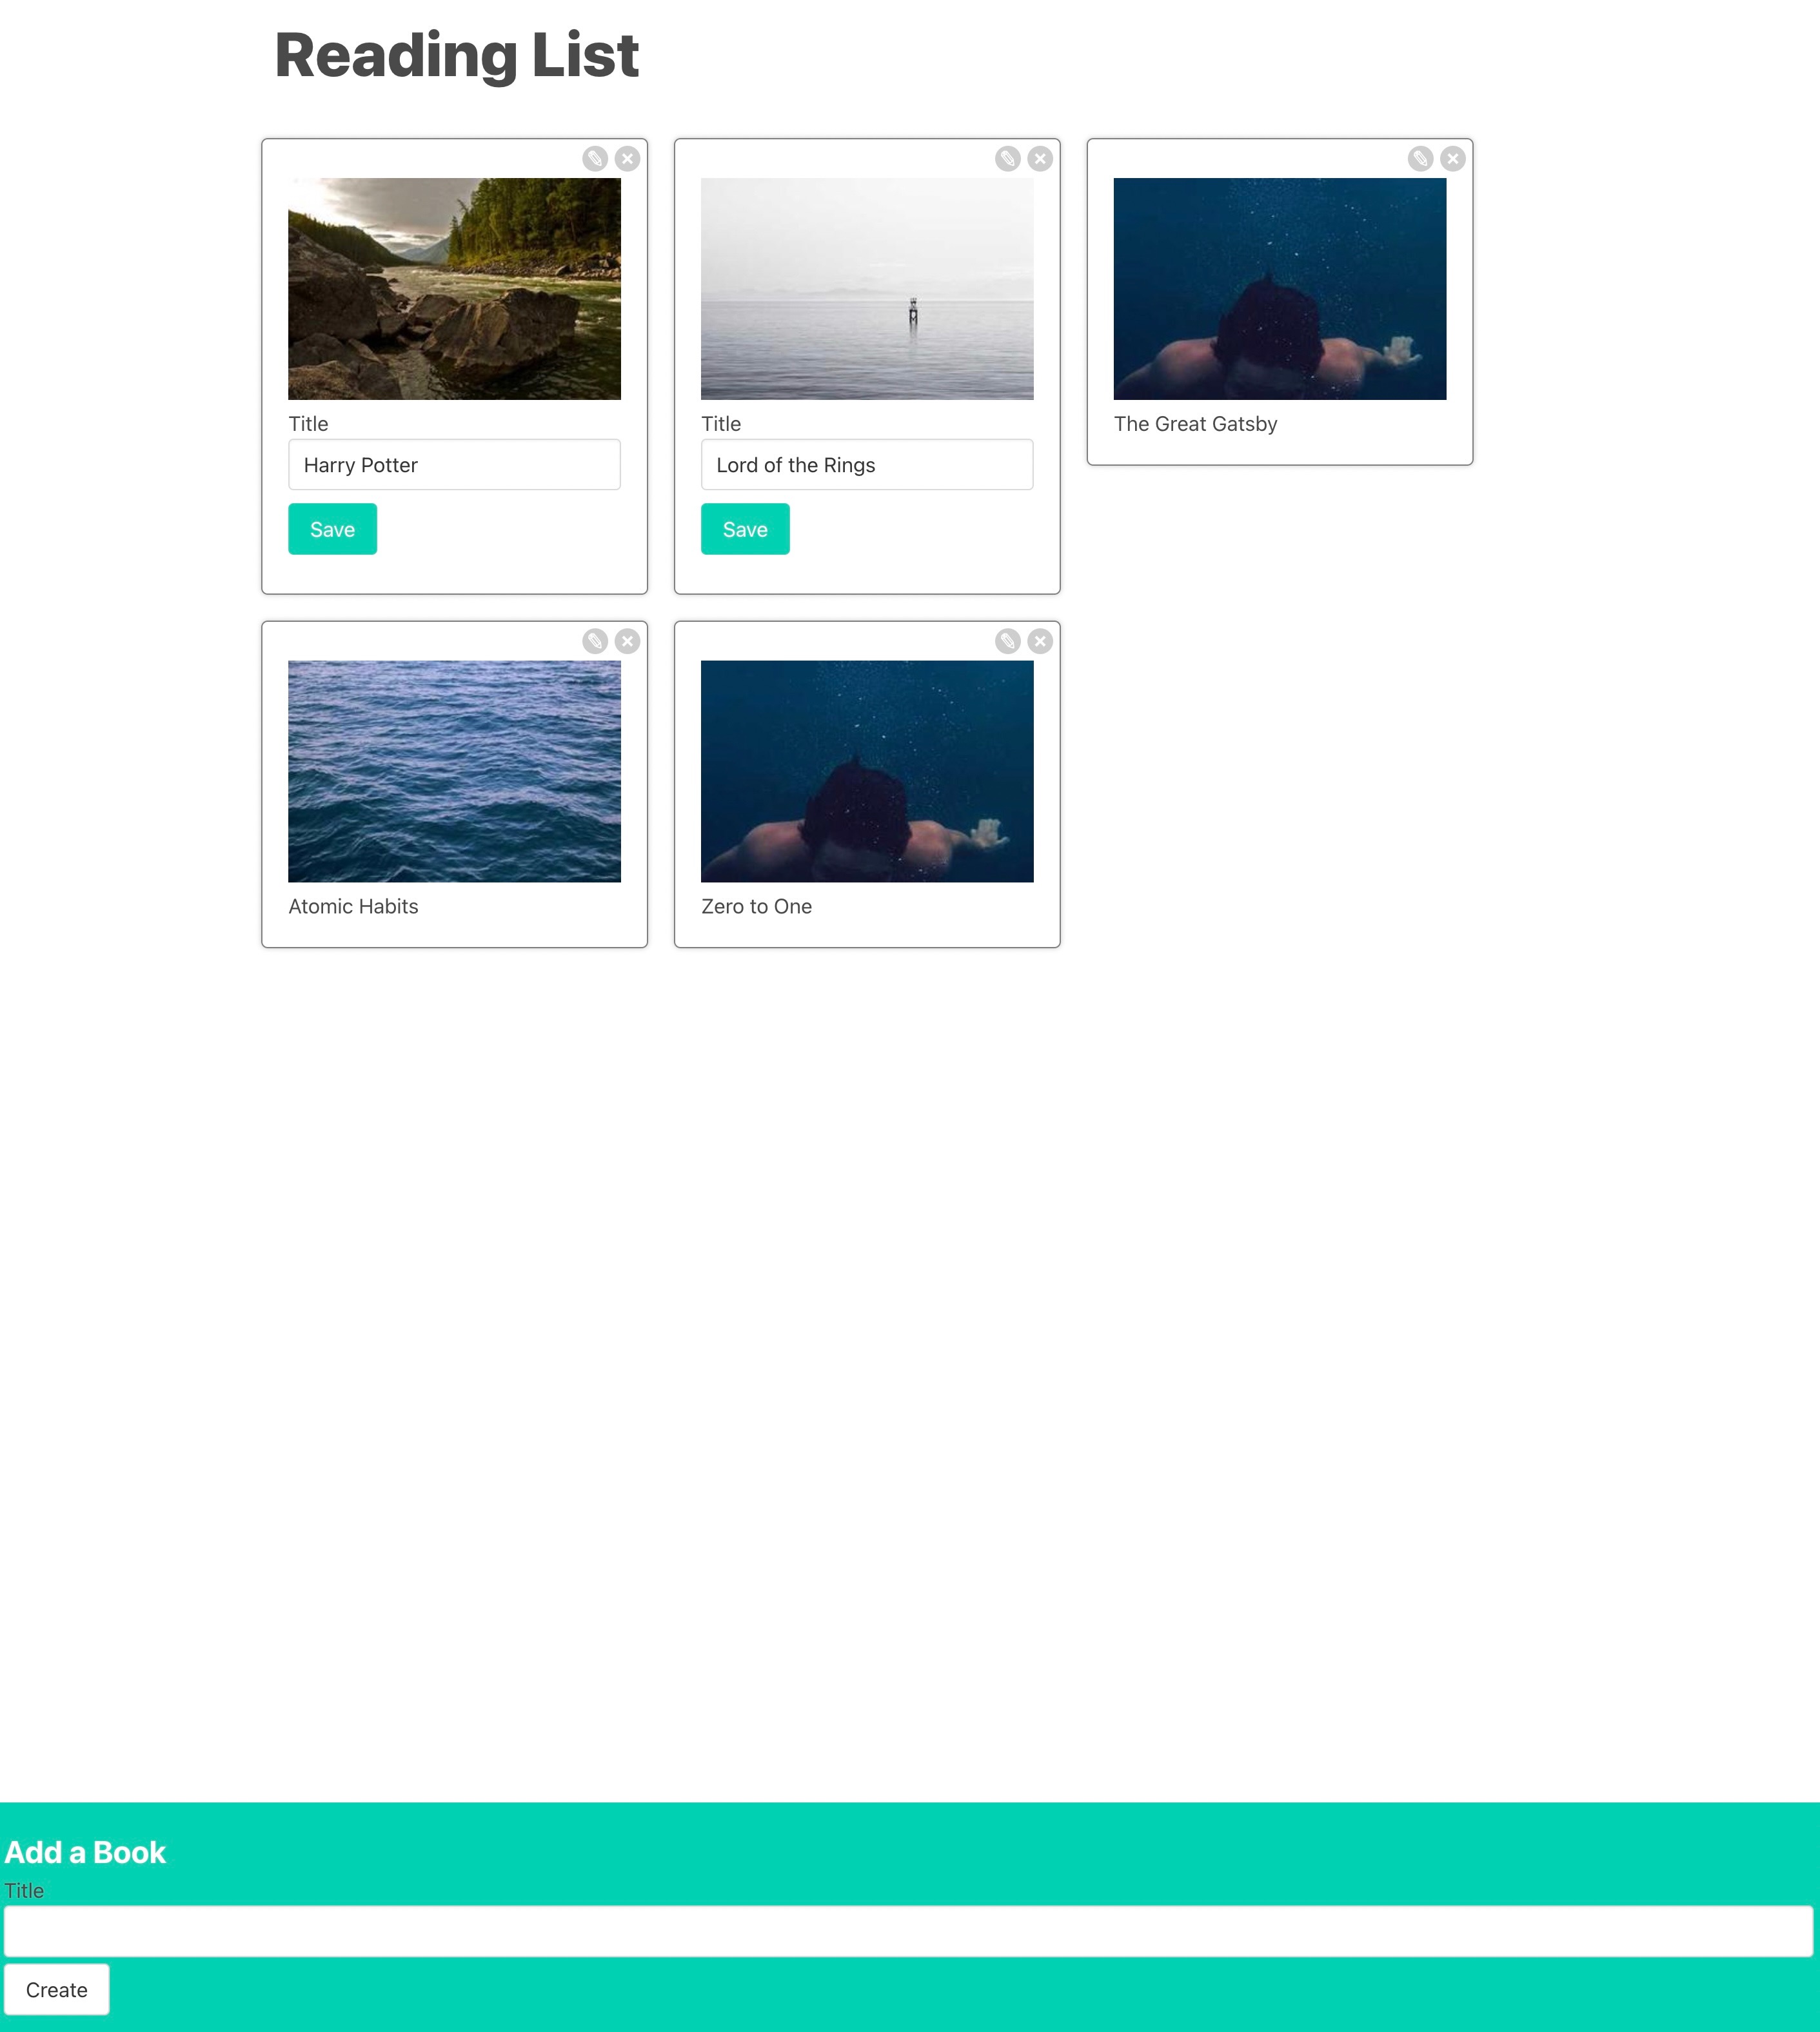 Reading List
Title
Harry Potter
Save
Title
Lord of the Rings
Save
The Great Gatsby
Atomic Habits
Zero to One
Add a Book
Title
Create